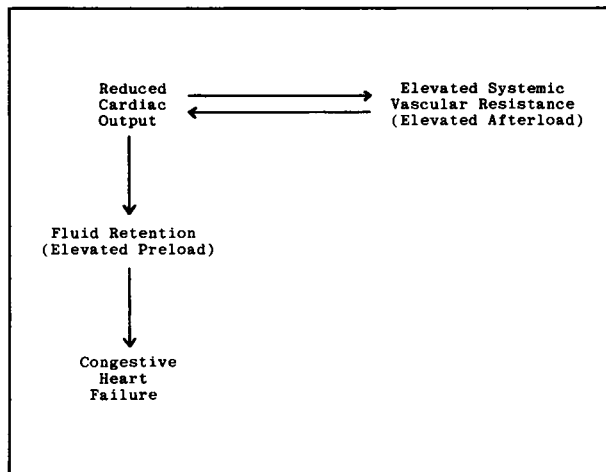 Reduced
Cardiac
Output
Elevated Systemic
Vascular Resistance
(Elevated Afterload)
Fluid Retention
(Elevated Preload)
Congestive
Heart
Failure